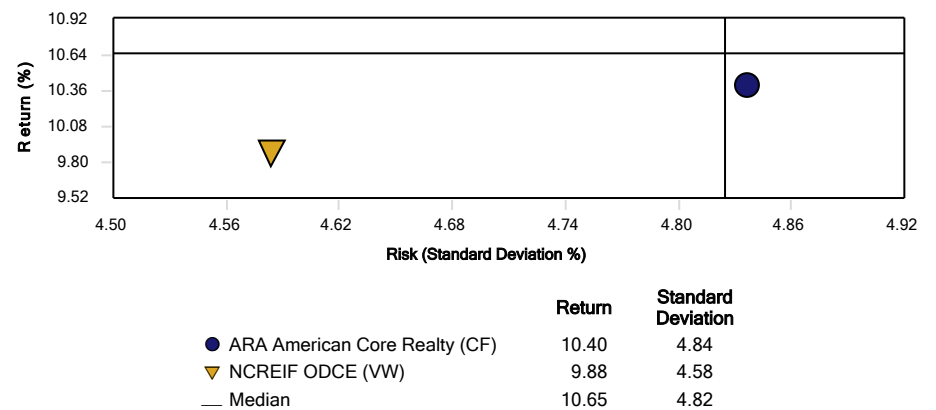 10.92
10.64
10.36
10.08
9.80
9.52
Return (%)
4.50 4.56 4.62 4.68 4.74 4.80 4.86 4.92
Risk (Standard Deviation %)
Return Standard Deviation
ARA American Core Realty (CF) 10.40 4.84
NCREIF ODCE (VW) 9.88 4.58
Median 10.65 4.82